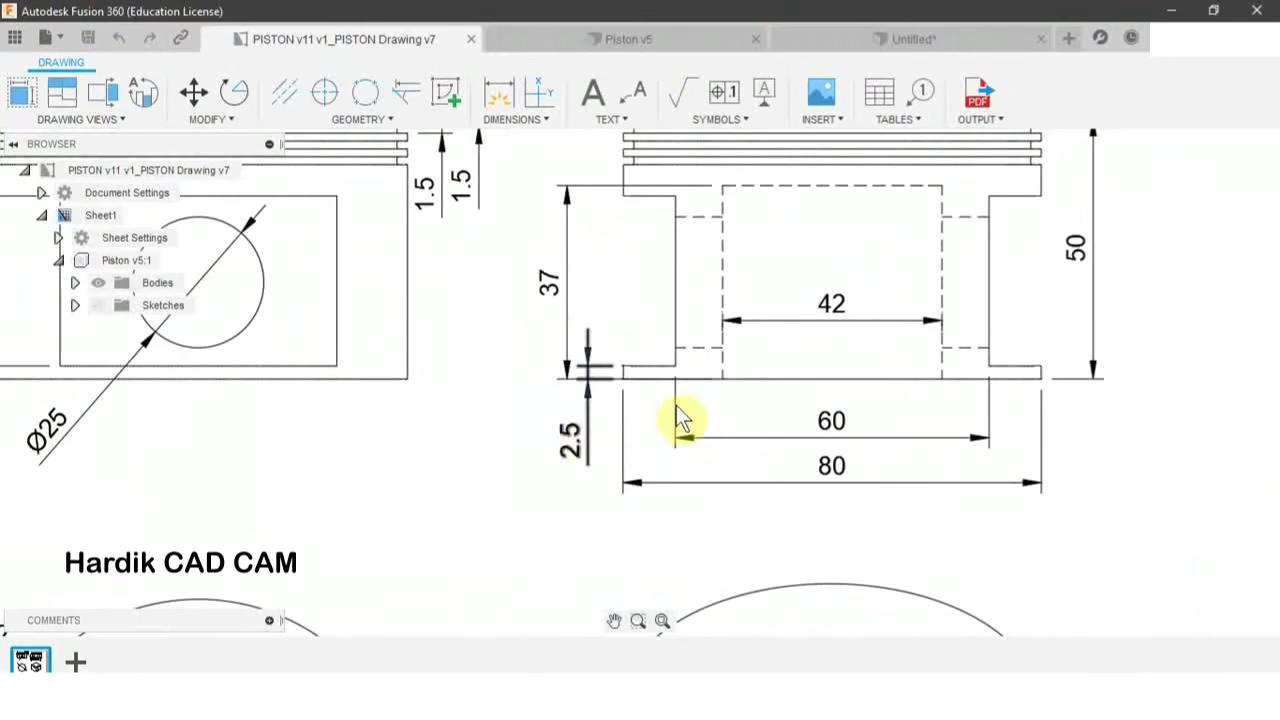 Autodesk Fusion 360 (Education License)
PISTON v11 v1_PISTON Drawing v7
Piston v5
Untitled*
DRAWING
DRAWING VIEWS
MODIFY
GEOMETRY
DIMENSIONS
TEXT
SYMBOLS
INSERT
TABLES
OUTPUT
BROWSER
PISTON v11 v1_PISTON Drawing v7
Document Settings
Sheet1
Sheet Settings
Piston v5:1
Bodies
Sketches
1.5
1.5
37
42
50
2.5
60
80
Ø25
Hardik CAD CAM
COMMENTS